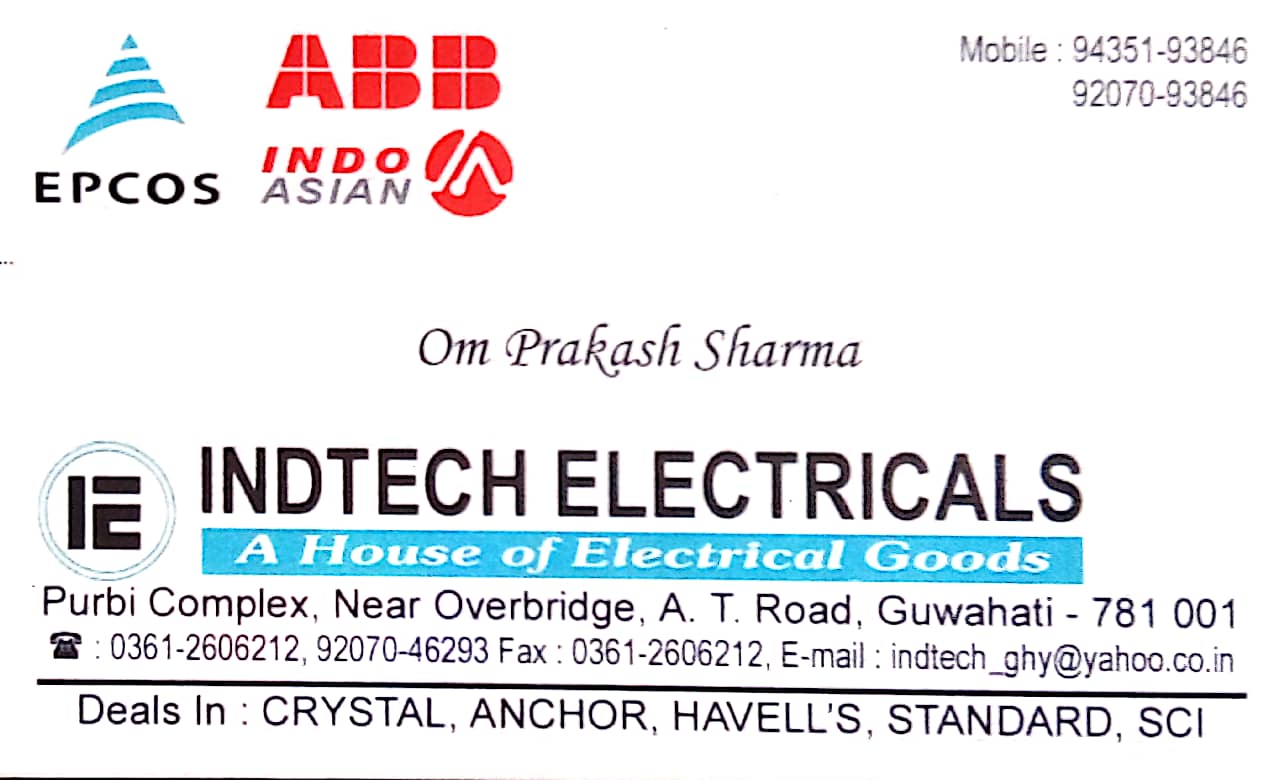 EPCOS
ABB
INDO
ASIAN
Mobile : 94351-93846
92070-93846
Om Prakash Sharma
IE
INDTECH ELECTRICALS
A House of Electrical Goods
Purbi Complex, Near Overbridge, A. T. Road, Guwahati - 781 001
☎ : 0361-2606212, 92070-46293 Fax : 0361-2606212, E-mail : indtech_ghy@yahoo.co.in
Deals In : CRYSTAL, ANCHOR, HAVELL'S, STANDARD, SCI